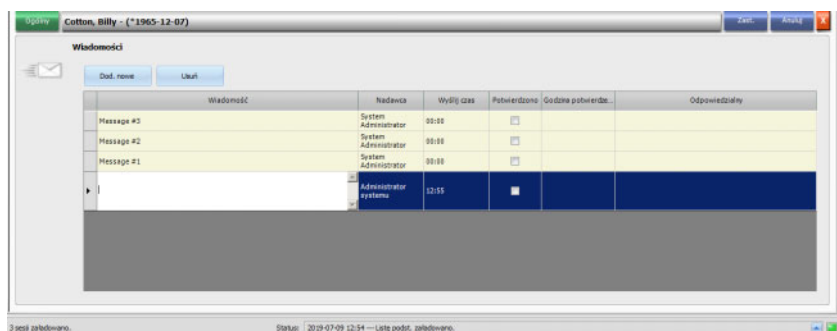 Ogólny Cotton, Billy - (*1965-12-07) Zast. Anuluj X
Wiadomości
Dod. nowe Usuń
Wiadomość Nadawca Wyślij czas Potwierdzono Godzina potwierdze... Odpowiedzialny
Message #3 System Administrator 00:00
Message #2 System Administrator 00:00
Message #1 System Administrator 00:00
Administrator systemu 12:55
3 sesji załadowano. Status: 2019-07-09 12:54 --- Liste podst. załadowano.